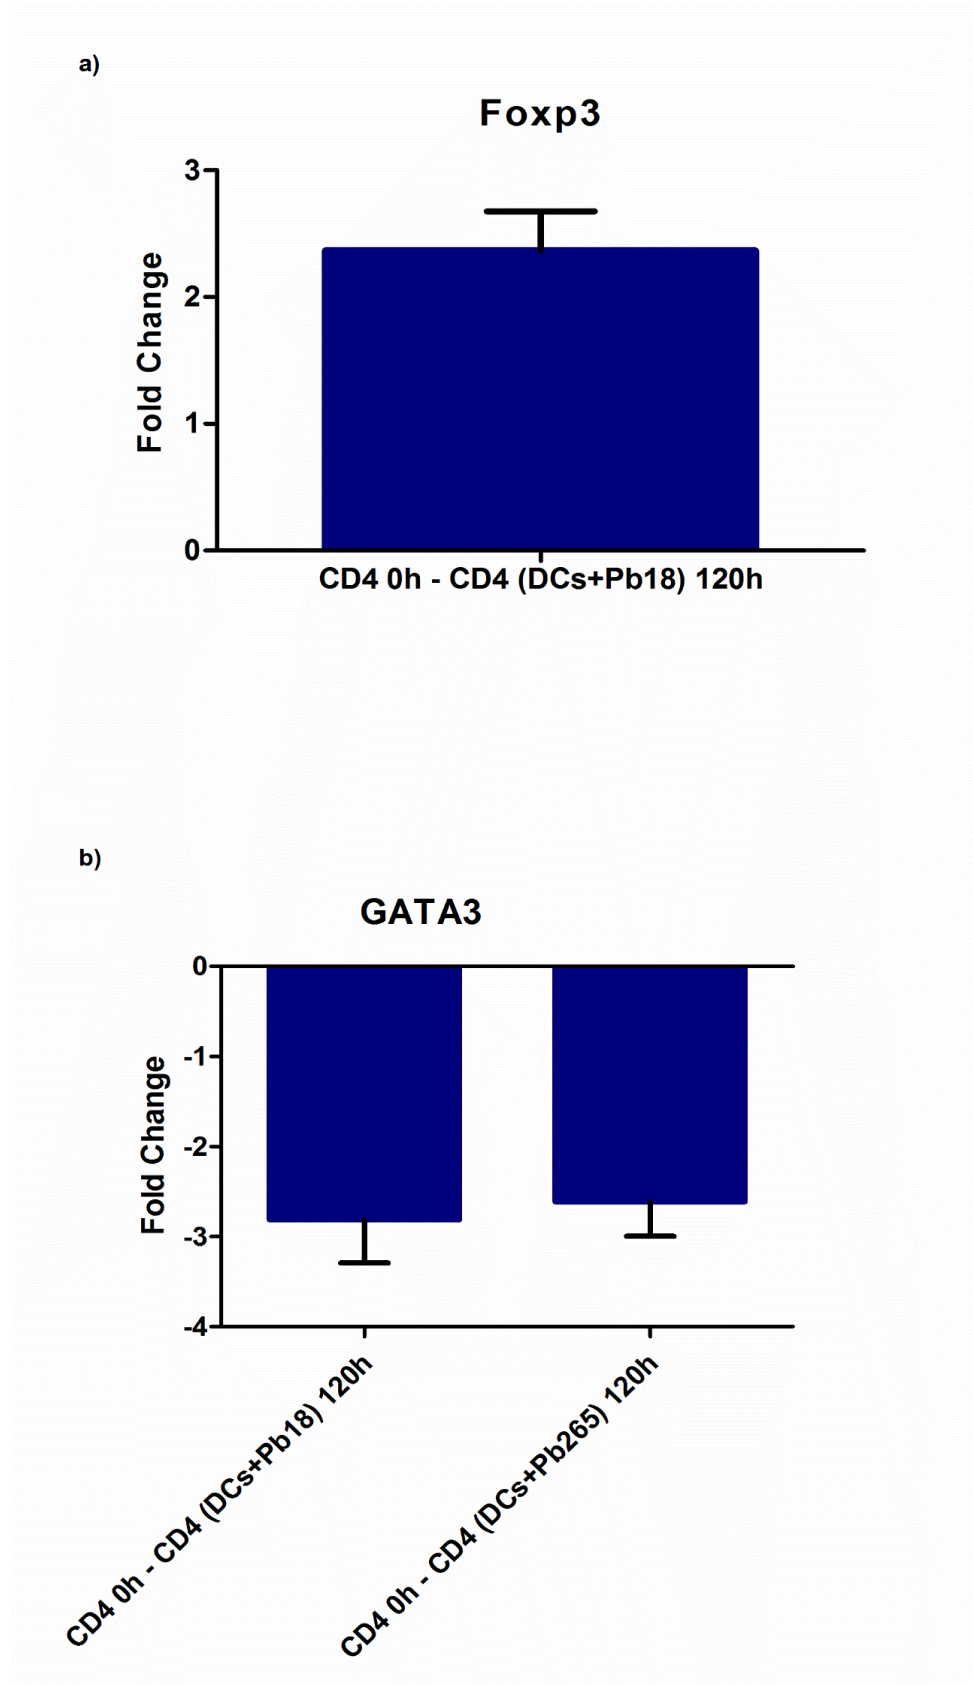 a)
Foxp3
3
2
1
0
Fold Change
CD4 0h - CD4 (DCs+Pb18) 120h
b)
GATA3
0
-1
-2
-3
-4
Fold Change
CD4 0h - CD4 (DCs+Pb18) 120h
CD4 0h - CD4 (DCs+Pb265) 120h